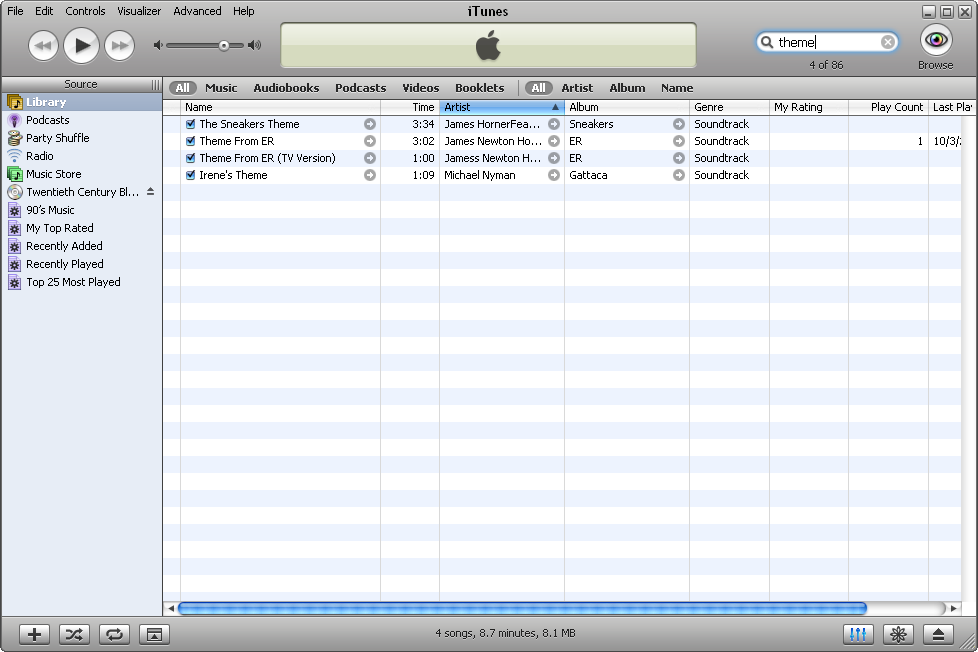 File Edit Controls Visualizer Advanced Help
iTunes
theme
4 of 86
Browse
Source
All Music Audiobooks Podcasts Videos Booklets All Artist Album Name
Name Time Artist Album Genre My Rating Play Count Last Pla
Library
Podcasts
Party Shuffle
Radio
Music Store
Twentieth Century Bl...
90's Music
My Top Rated
Recently Added
Recently Played
Top 25 Most Played
The Sneakers Theme 3:34 James HornerFea... Sneakers Soundtrack
Theme From ER 3:02 James Newton Ho... ER Soundtrack 1 10/3/
Theme From ER (TV Version) 1:00 Jamess Newton H... ER Soundtrack
Irene's Theme 1:09 Michael Nyman Gattaca Soundtrack
4 songs, 8.7 minutes, 8.1 MB